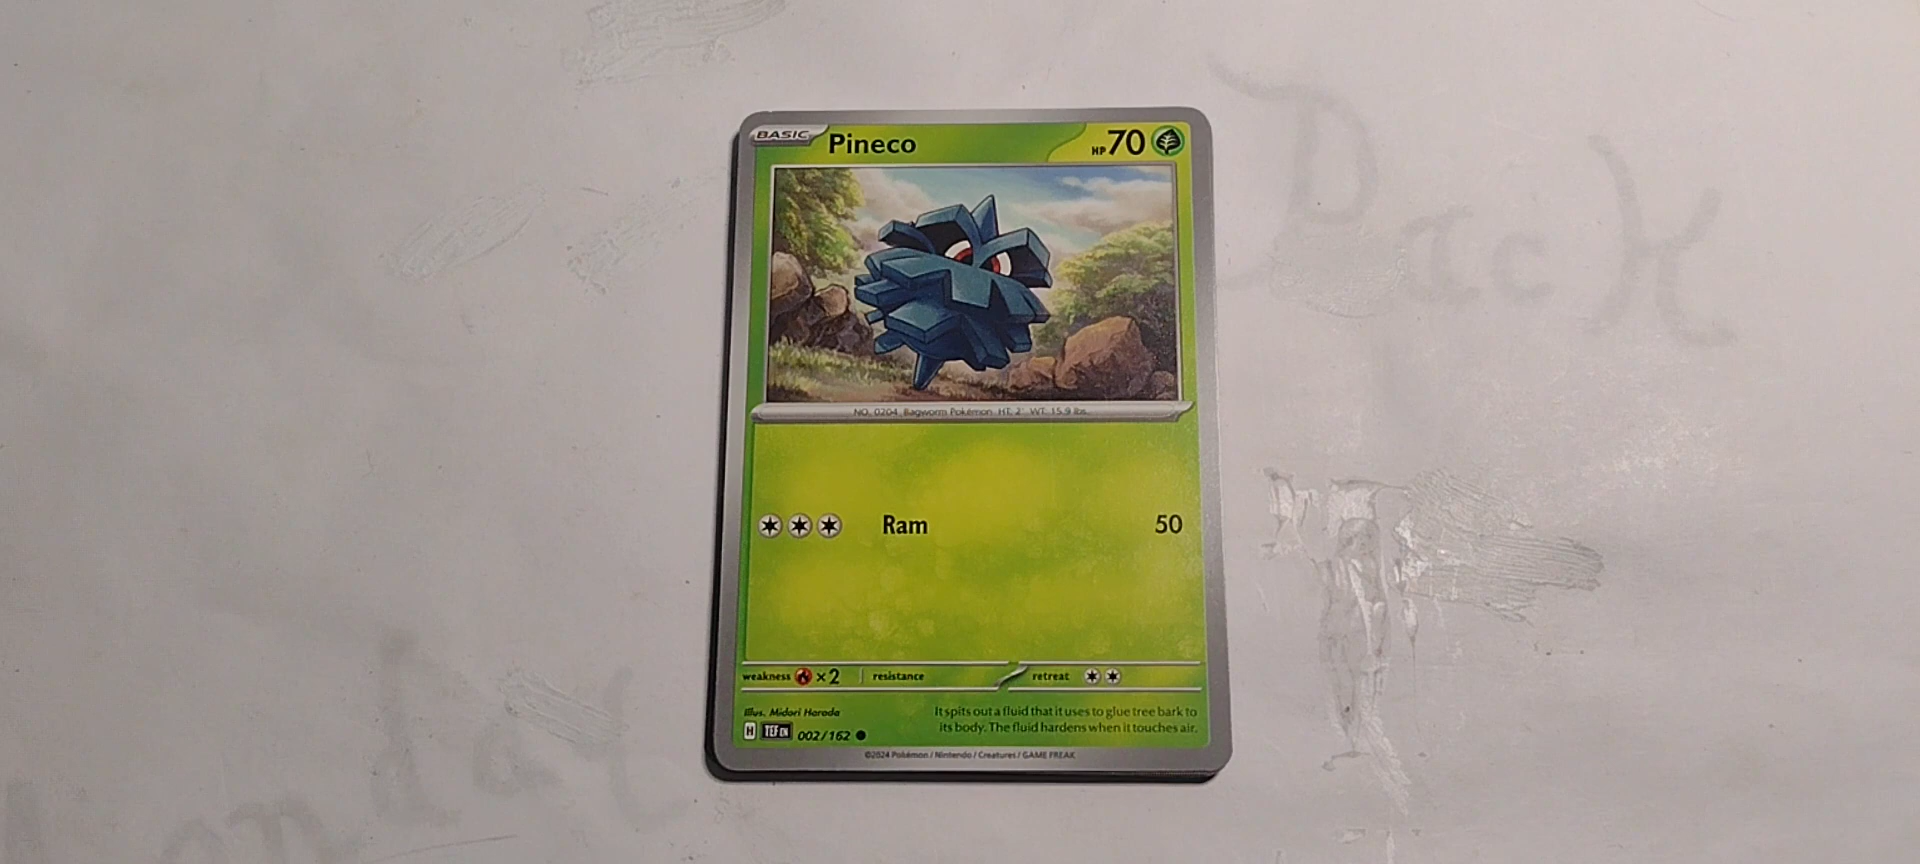 BASIC Pineco HP 70
NO. 0204 Bagworm Pokémon HT: 2' WT: 15.9 lbs.
Ram 50
weakness ×2 resistance retreat
Illus. Midori Harada
It spits out a fluid that it uses to glue tree bark to
its body. The fluid hardens when it touches air.
H TEF EN 002/162
©2024 Pokémon / Nintendo / Creatures / GAME FREAK
Pack